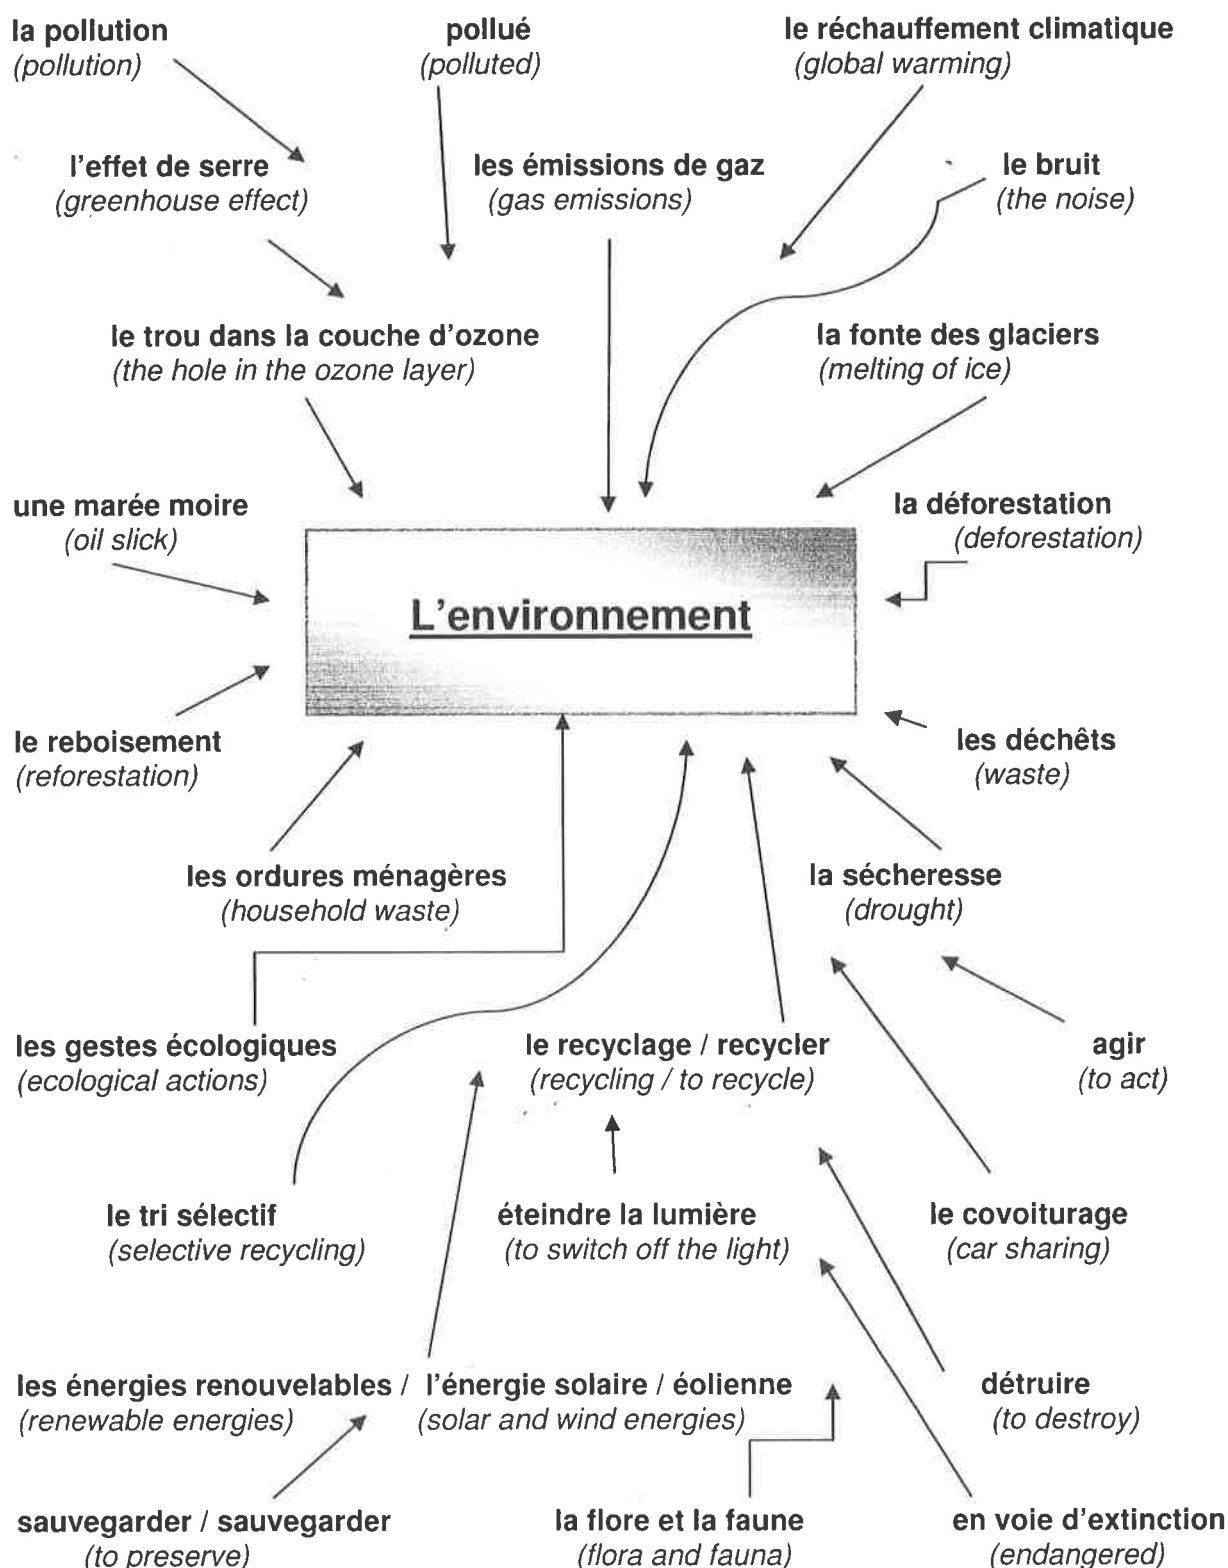 la pollution
(pollution)
pollué
(polluted)
le réchauffement climatique
(global warming)
l'effet de serre
(greenhouse effect)
les émissions de gaz
(gas emissions)
le bruit
(the noise)
le trou dans la couche d'ozone
(the hole in the ozone layer)
la fonte des glaciers
(melting of ice)
une marée moire
(oil slick)
la déforestation
(deforestation)
L'environnement
le reboisement
(reforestation)
les déchêts
(waste)
les ordures ménagères
(household waste)
la sécheresse
(drought)
les gestes écologiques
(ecological actions)
le recyclage / recycler
(recycling / to recycle)
agir
(to act)
le tri sélectif
(selective recycling)
éteindre la lumière
(to switch off the light)
le covoiturage
(car sharing)
les énergies renouvelables / l'énergie solaire / éolienne
(renewable energies) (solar and wind energies)
détruire
(to destroy)
sauvegarder / sauvegarder
(to preserve)
la flore et la faune
(flora and fauna)
en voie d'extinction
(endangered)